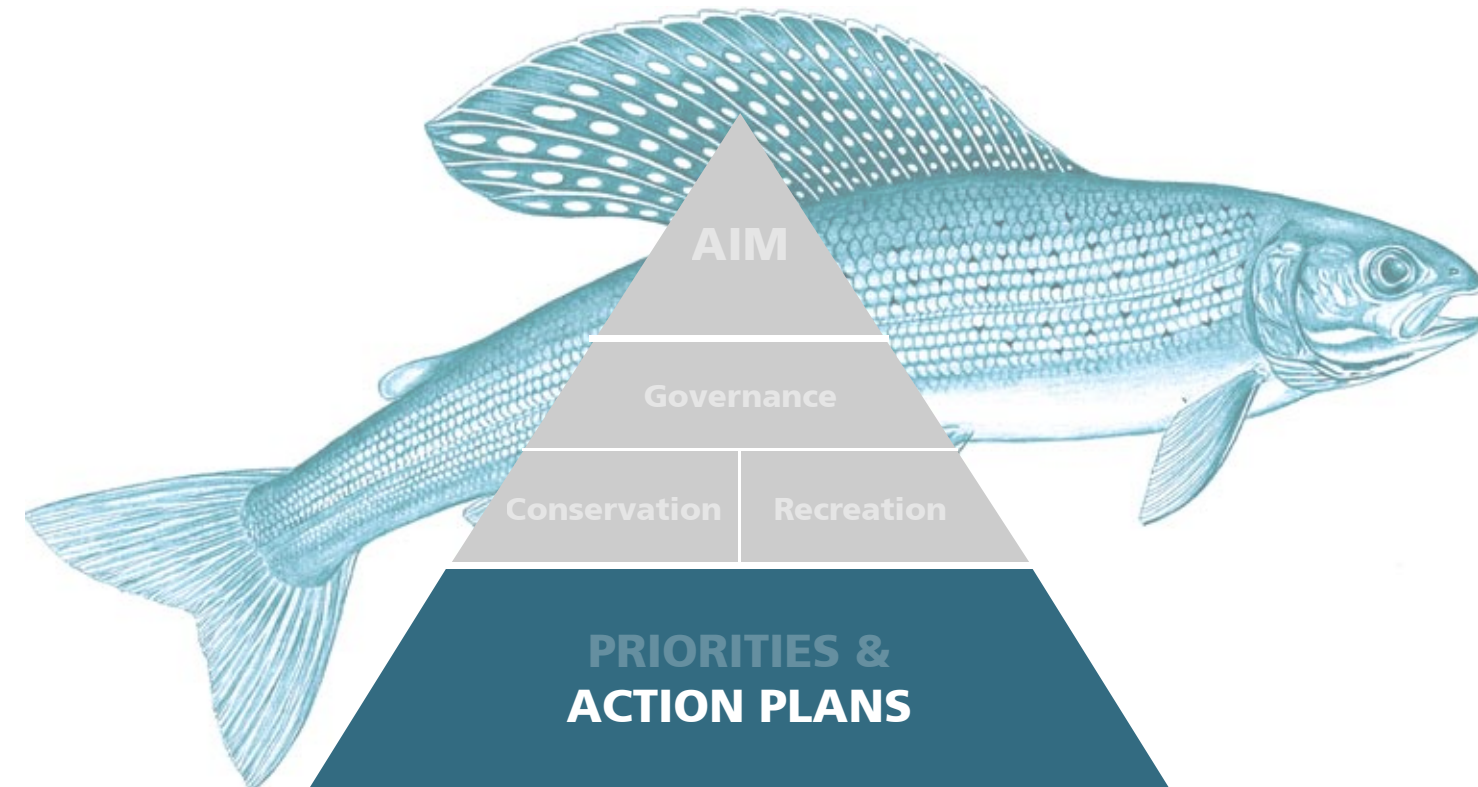 AIM
Governance
Conservation Recreation
PRIORITIES &
ACTION PLANS